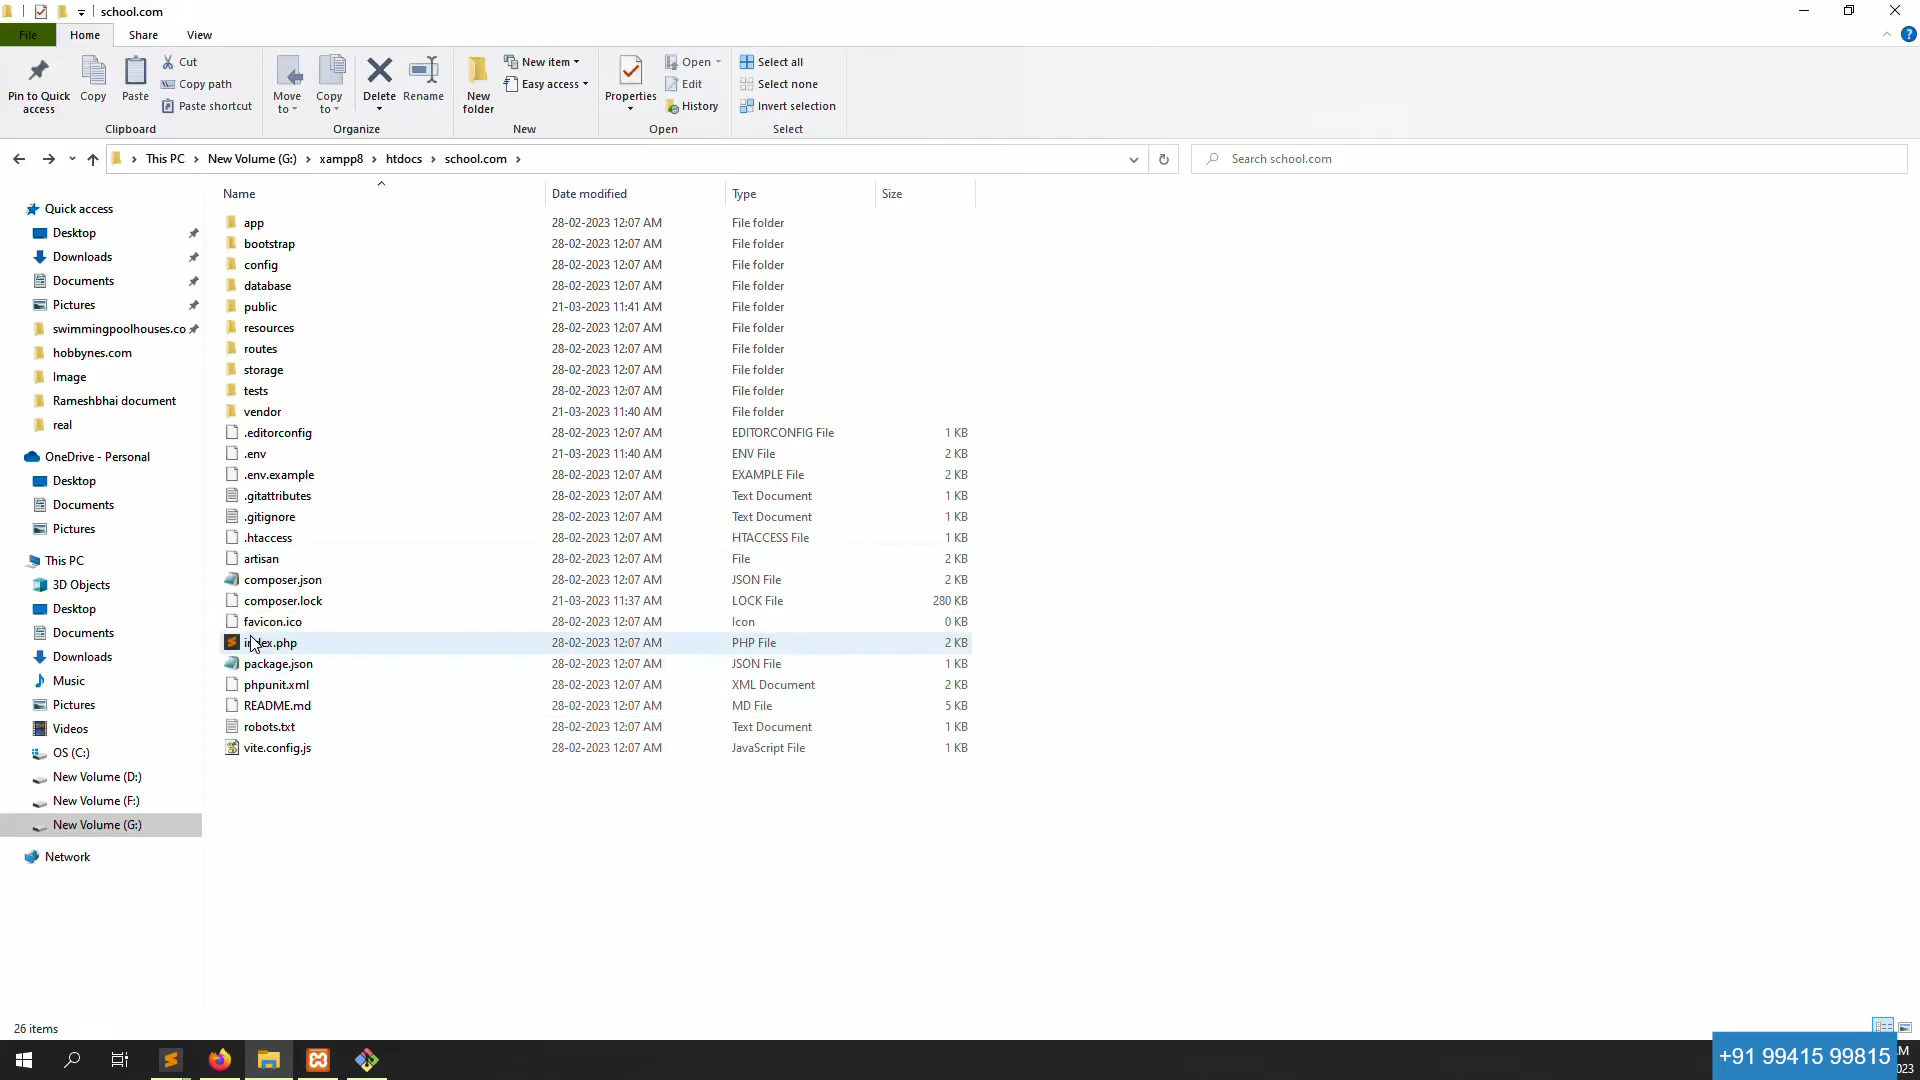 school.com
File
Home
Share
View
Pin to Quick access
Copy
Paste
Cut
Copy path
Paste shortcut
Clipboard
Move to
Copy to
Delete
Rename
Organize
New folder
New item
Easy access
New
Properties
Open
Edit
History
Open
Select all
Select none
Invert selection
Select
This PC
New Volume (G:)
xampp8
htdocs
school.com
Search school.com
Quick access
Desktop
Downloads
Documents
Pictures
swimmingpoolhouses.co
hobbynes.com
Image
Rameshbhai document
real
OneDrive - Personal
Desktop
Documents
Pictures
This PC
3D Objects
Desktop
Documents
Downloads
Music
Pictures
Videos
OS (C:)
New Volume (D:)
New Volume (F:)
New Volume (G:)
Network
Name Date modified Type Size
app 28-02-2023 12:07 AM File folder
bootstrap 28-02-2023 12:07 AM File folder
config 28-02-2023 12:07 AM File folder
database 28-02-2023 12:07 AM File folder
public 21-03-2023 11:41 AM File folder
resources 28-02-2023 12:07 AM File folder
routes 28-02-2023 12:07 AM File folder
storage 28-02-2023 12:07 AM File folder
tests 28-02-2023 12:07 AM File folder
vendor 21-03-2023 11:40 AM File folder
.editorconfig 28-02-2023 12:07 AM EDITORCONFIG File 1 KB
.env 21-03-2023 11:40 AM ENV File 2 KB
.env.example 28-02-2023 12:07 AM EXAMPLE File 2 KB
.gitattributes 28-02-2023 12:07 AM Text Document 1 KB
.gitignore 28-02-2023 12:07 AM Text Document 1 KB
.htaccess 28-02-2023 12:07 AM HTACCESS File 1 KB
artisan 28-02-2023 12:07 AM File 2 KB
composer.json 28-02-2023 12:07 AM JSON File 2 KB
composer.lock 21-03-2023 11:37 AM LOCK File 280 KB
favicon.ico 28-02-2023 12:07 AM Icon 0 KB
index.php 28-02-2023 12:07 AM PHP File 2 KB
package.json 28-02-2023 12:07 AM JSON File 1 KB
phpunit.xml 28-02-2023 12:07 AM XML Document 2 KB
README.md 28-02-2023 12:07 AM MD File 5 KB
robots.txt 28-02-2023 12:07 AM Text Document 1 KB
vite.config.js 28-02-2023 12:07 AM JavaScript File 1 KB
26 items
+91 99415 99815